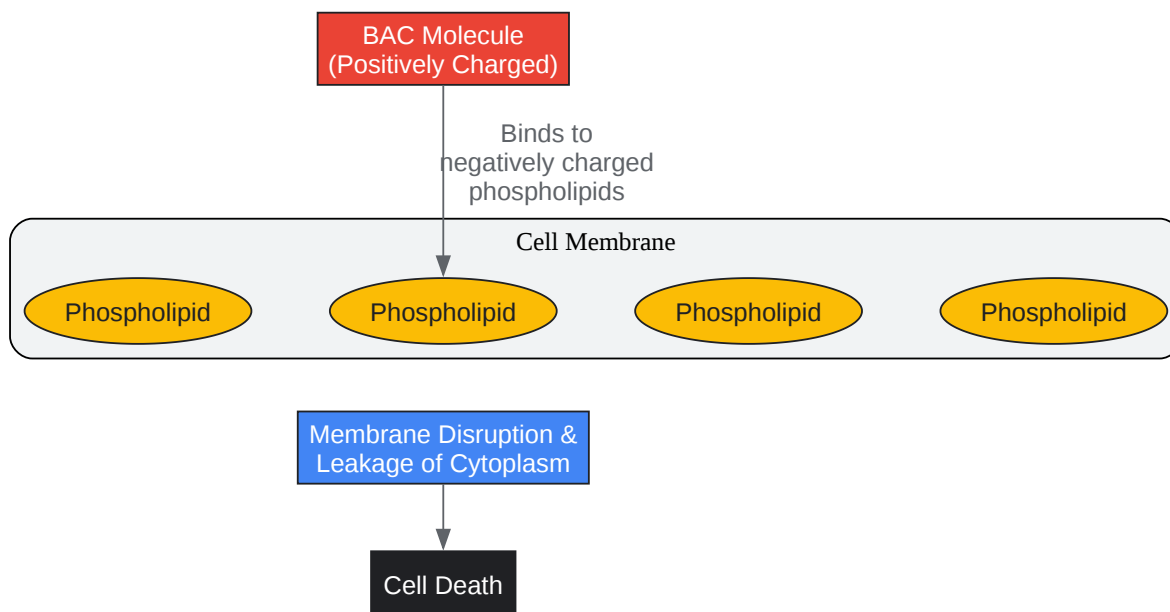 BAC Molecule
(Positively Charged)
Binds to
negatively charged
phospholipids
Cell Membrane
Phospholipid
Phospholipid
Phospholipid
Phospholipid
Membrane Disruption &
Leakage of Cytoplasm
Cell Death